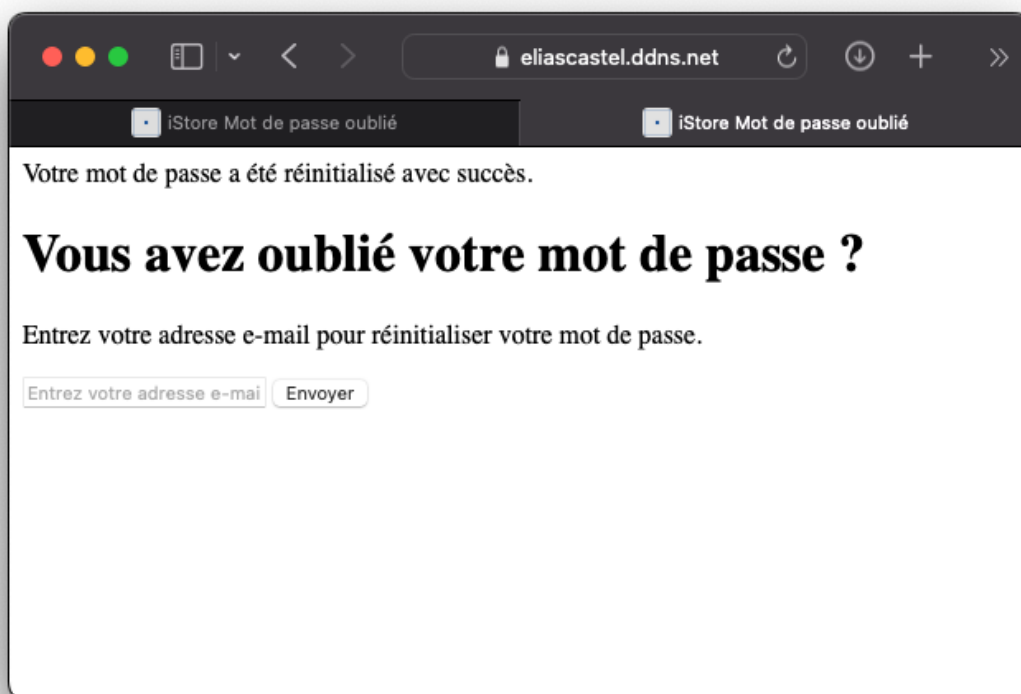 eliascastel.ddns.net
iStore Mot de passe oublié
iStore Mot de passe oublié
Votre mot de passe a été réinitialisé avec succès.
Vous avez oublié votre mot de passe ?
Entrez votre adresse e-mail pour réinitialiser votre mot de passe.
Entrez votre adresse e-mai Envoyer